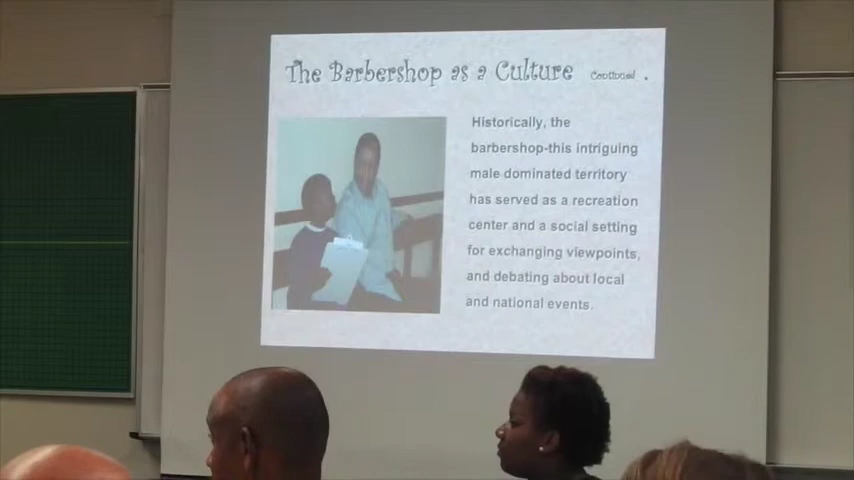 The Barbershop as a Culture Continued .
Historically, the
barbershop-this intriguing
male dominated territory
has served as a recreation
center and a social setting
for exchanging viewpoints,
and debating about local
and national events.